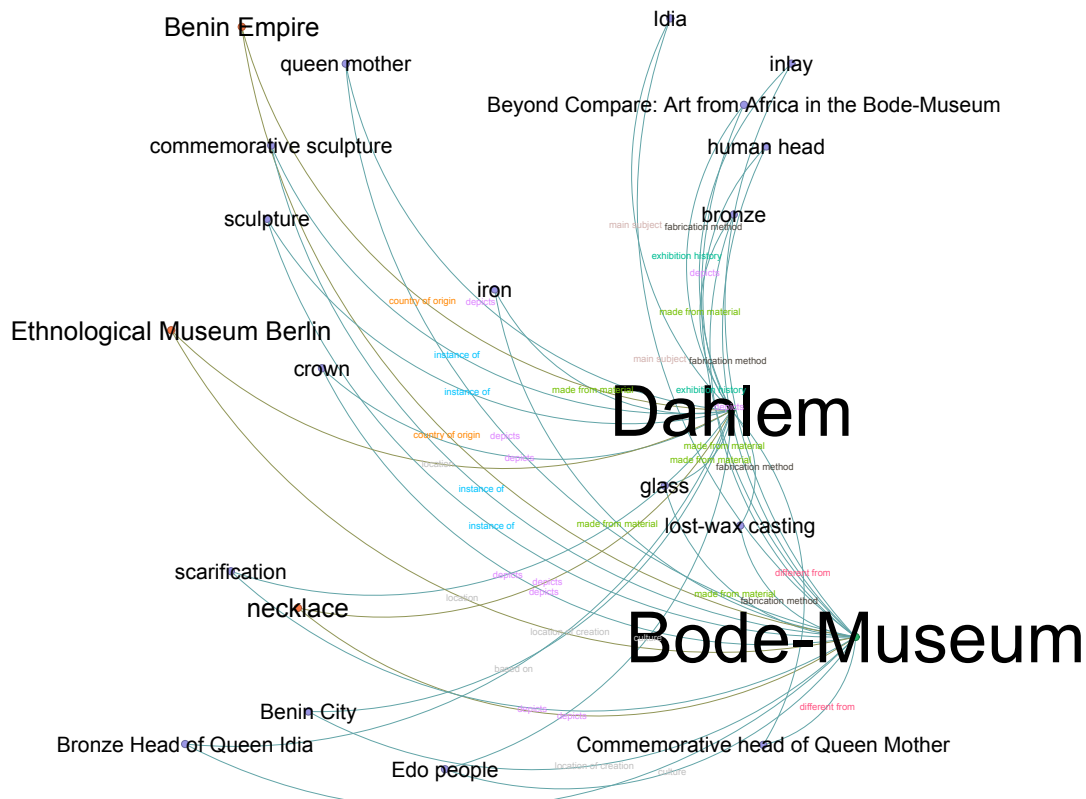 Idia
Benin Empire
queen mother
inlay
Beyond Compare: Art from Africa in the Bode-Museum
commemorative sculpture
human head
sculpture
bronze
main subject
fabrication method
exhibition history
depicts
iron
country of origin
depicts
made from material
Ethnological Museum Berlin
instance of
main subject
fabrication method
crown
instance of
made from material
exhibition history
Dahlem
depicts
country of origin
depicts
made from material
depicts
location
made from material
fabrication method
glass
instance of
instance of
made from material
lost-wax casting
scarification
depicts
depicts
different from
depicts
made from material
location
fabrication method
necklace
location of creation
culture
Bode-Museum
based on
Benin City
depicts
depicts
different from
Bronze Head of Queen Idia
Commemorative head of Queen Mother
Edo people
location of creation
culture